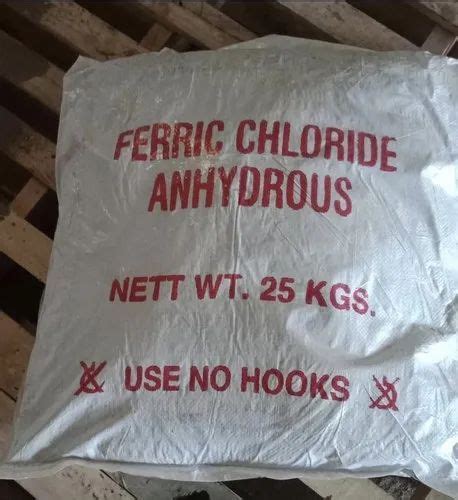 FERRIC CHLORIDE
ANHYDROUS
NETT WT. 25 KGS.
USE NO HOOKS